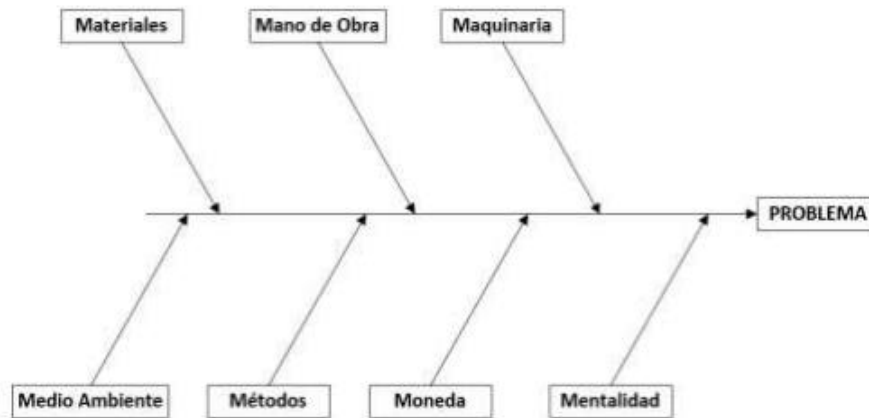 Materiales
Mano de Obra
Maquinaria
PROBLEMA
Medio Ambiente
Métodos
Moneda
Mentalidad